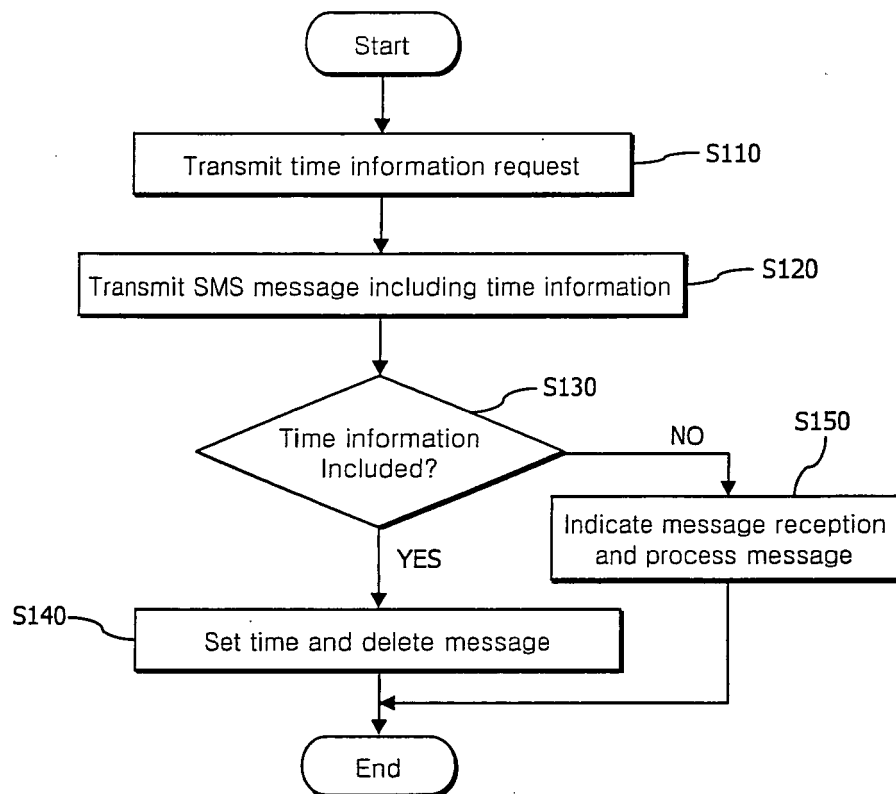 Start
Transmit time information request
S110
Transmit SMS message including time information
S120
S130
Time information
Included?
NO
S150
Indicate message reception
and process message
YES
S140
Set time and delete message
End